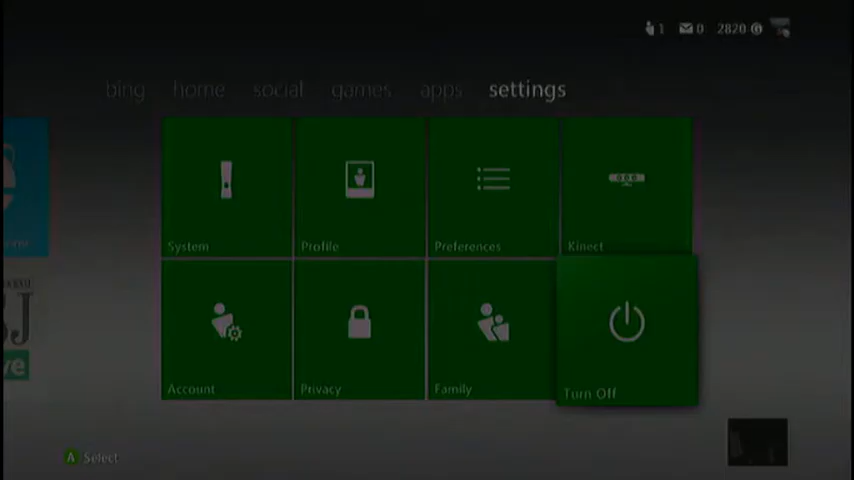 1 0 2820 G
bing home social games apps settings
System Profile Preferences Kinect
Account Privacy Family Turn Off
A Select